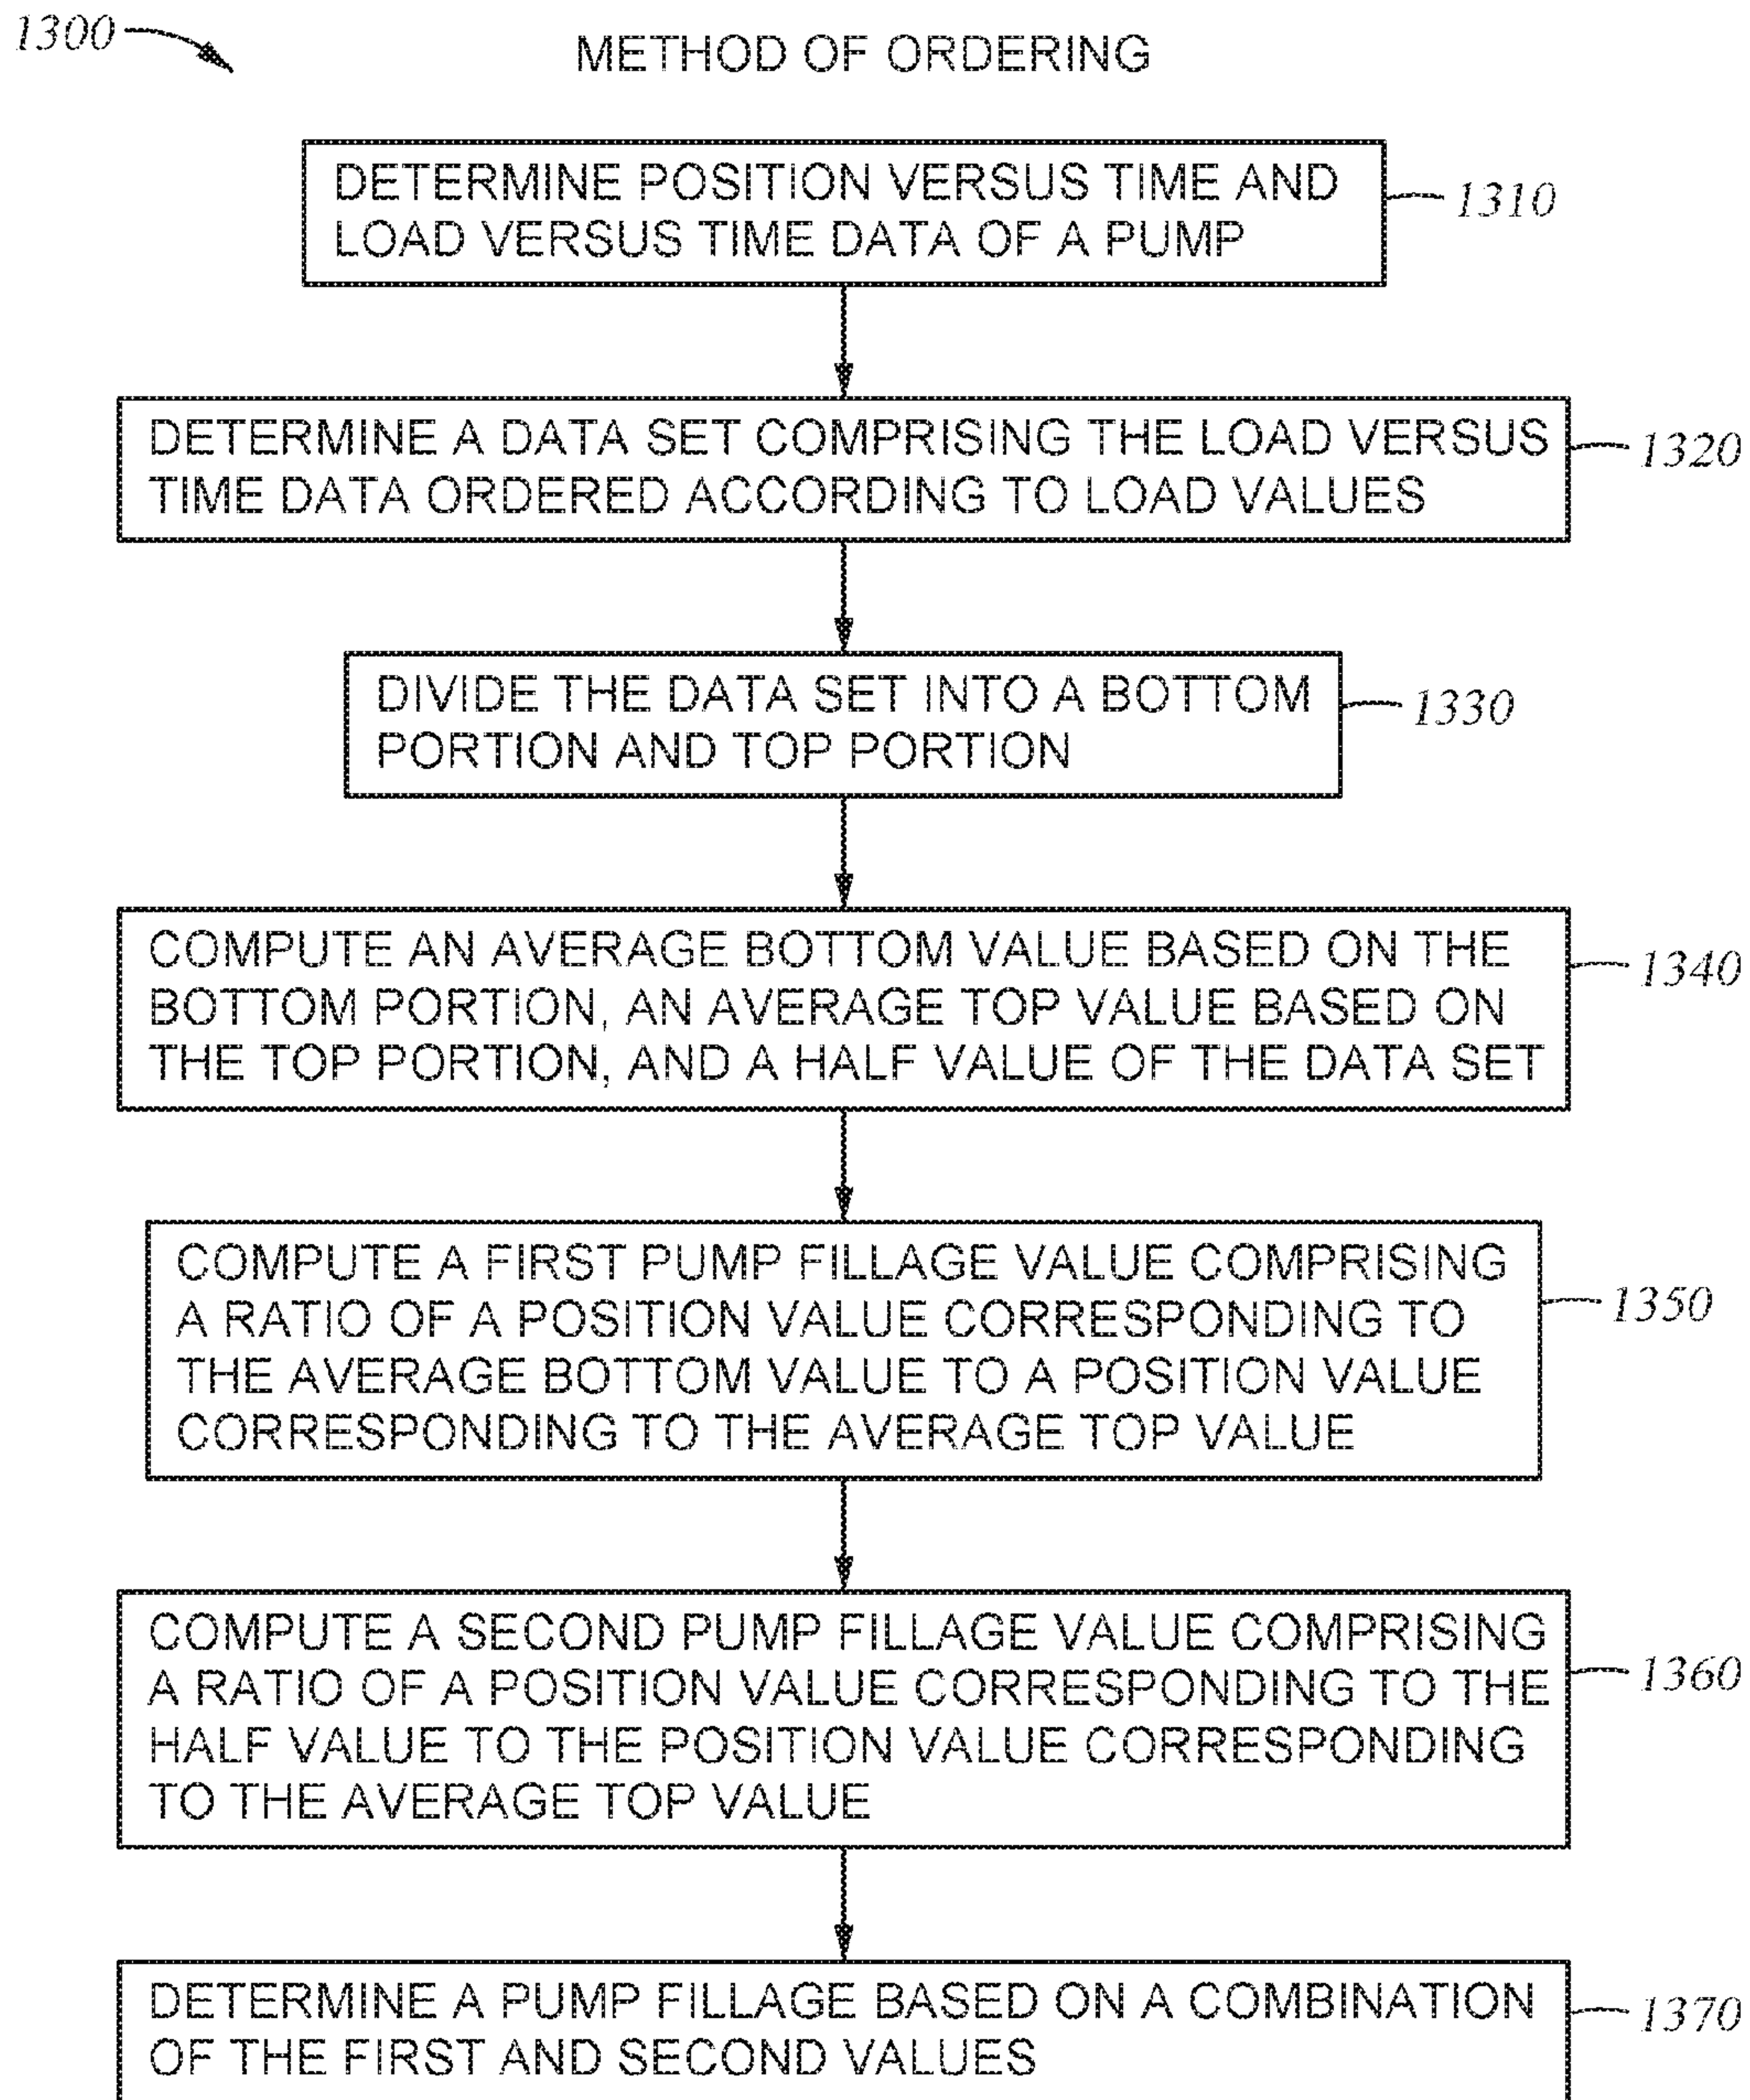 1300
METHOD OF ORDERING
DETERMINE POSITION VERSUS TIME AND
LOAD VERSUS TIME DATA OF A PUMP
1310
DETERMINE A DATA SET COMPRISING THE LOAD VERSUS
TIME DATA ORDERED ACCORDING TO LOAD VALUES
1320
DIVIDE THE DATA SET INTO A BOTTOM
PORTION AND TOP PORTION
1330
COMPUTE AN AVERAGE BOTTOM VALUE BASED ON THE
BOTTOM PORTION, AN AVERAGE TOP VALUE BASED ON
THE TOP PORTION, AND A HALF VALUE OF THE DATA SET
1340
COMPUTE A FIRST PUMP FILLAGE VALUE COMPRISING
A RATIO OF A POSITION VALUE CORRESPONDING TO
THE AVERAGE BOTTOM VALUE TO A POSITION VALUE
CORRESPONDING TO THE AVERAGE TOP VALUE
1350
COMPUTE A SECOND PUMP FILLAGE VALUE COMPRISING
A RATIO OF A POSITION VALUE CORRESPONDING TO THE
HALF VALUE TO THE POSITION VALUE CORRESPONDING
TO THE AVERAGE TOP VALUE
1360
DETERMINE A PUMP FILLAGE BASED ON A COMBINATION
OF THE FIRST AND SECOND VALUES
1370